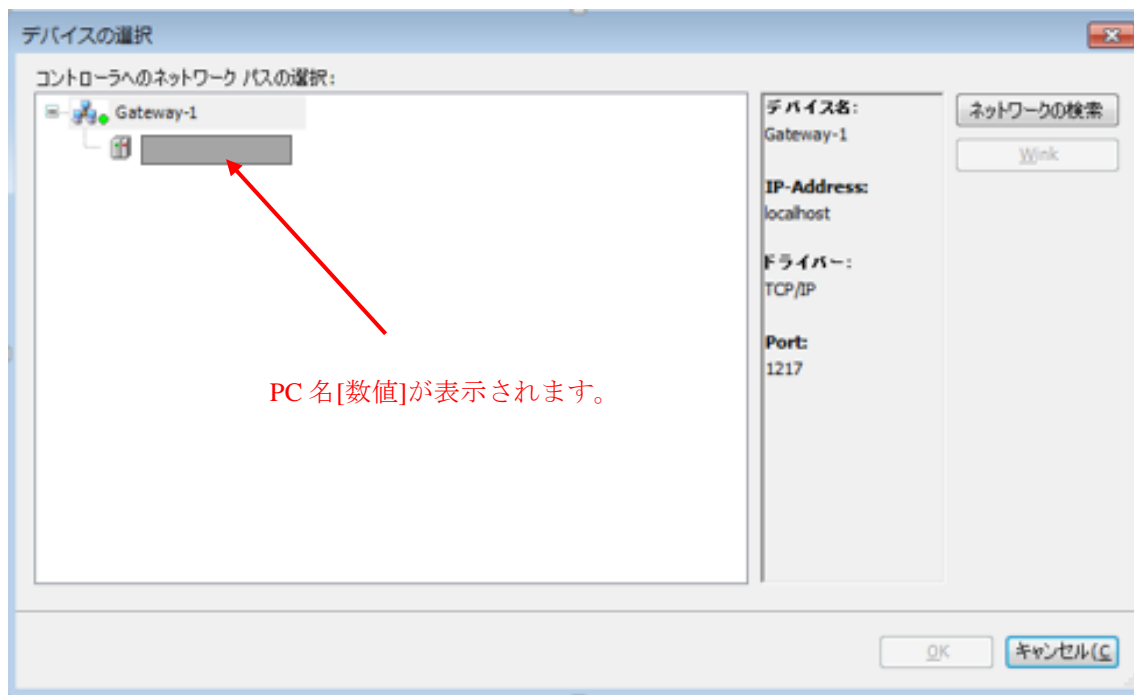 デバイスの選択
コントローラへのネットワーク パスの選択:
Gateway-1
デバイス名:
Gateway-1
IP-Address:
localhost
ドライバー:
TCP/IP
Port:
1217
ネットワークの検索
Wink
PC 名[数値]が表示されます。
OK
キャンセル(C